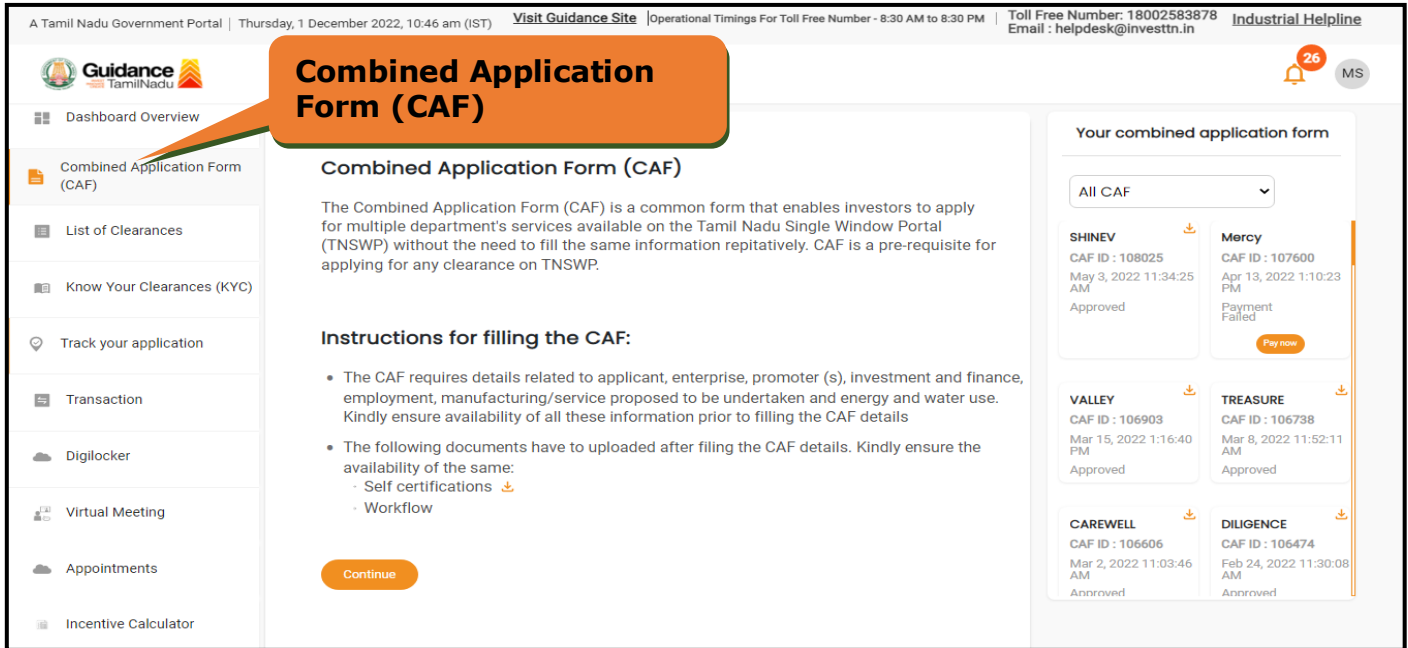 A Tamil Nadu Government Portal | Thursday, 1 December 2022, 10:46 am (IST)
Visit Guidance Site |Operational Timings For Toll Free Number - 8:30 AM to 8:30 PM |
Toll Free Number: 18002583878
Email : helpdesk@investtn.in
Industrial Helpline
Guidance
TamilNadu
Combined Application
Form (CAF)
26
MS
Dashboard Overview
Combined Application Form
(CAF)
List of Clearances
Know Your Clearances (KYC)
Track your application
Transaction
Digilocker
Virtual Meeting
Appointments
Incentive Calculator
Combined Application Form (CAF)
The Combined Application Form (CAF) is a common form that enables investors to apply
for multiple department's services available on the Tamil Nadu Single Window Portal
(TNSWP) without the need to fill the same information repitatively. CAF is a pre-requisite for
applying for any clearance on TNSWP.
Instructions for filling the CAF:
• The CAF requires details related to applicant, enterprise, promoter (s), investment and finance,
employment, manufacturing/service proposed to be undertaken and energy and water use.
Kindly ensure availability of all these information prior to filling the CAF details
• The following documents have to uploaded after filing the CAF details. Kindly ensure the
availability of the same:
- Self certifications
- Workflow
Continue
Your combined application form
All CAF
SHINEV
CAF ID : 108025
May 3, 2022 11:34:25
AM
Approved
Mercy
CAF ID : 107600
Apr 13, 2022 1:10:23
PM
Payment
Failed
Pay now
VALLEY
CAF ID : 106903
Mar 15, 2022 1:16:40
PM
Approved
TREASURE
CAF ID : 106738
Mar 8, 2022 11:52:11
AM
Approved
CAREWELL
CAF ID : 106606
Mar 2, 2022 11:03:46
AM
Approved
DILIGENCE
CAF ID : 106474
Feb 24, 2022 11:30:08
AM
Approved